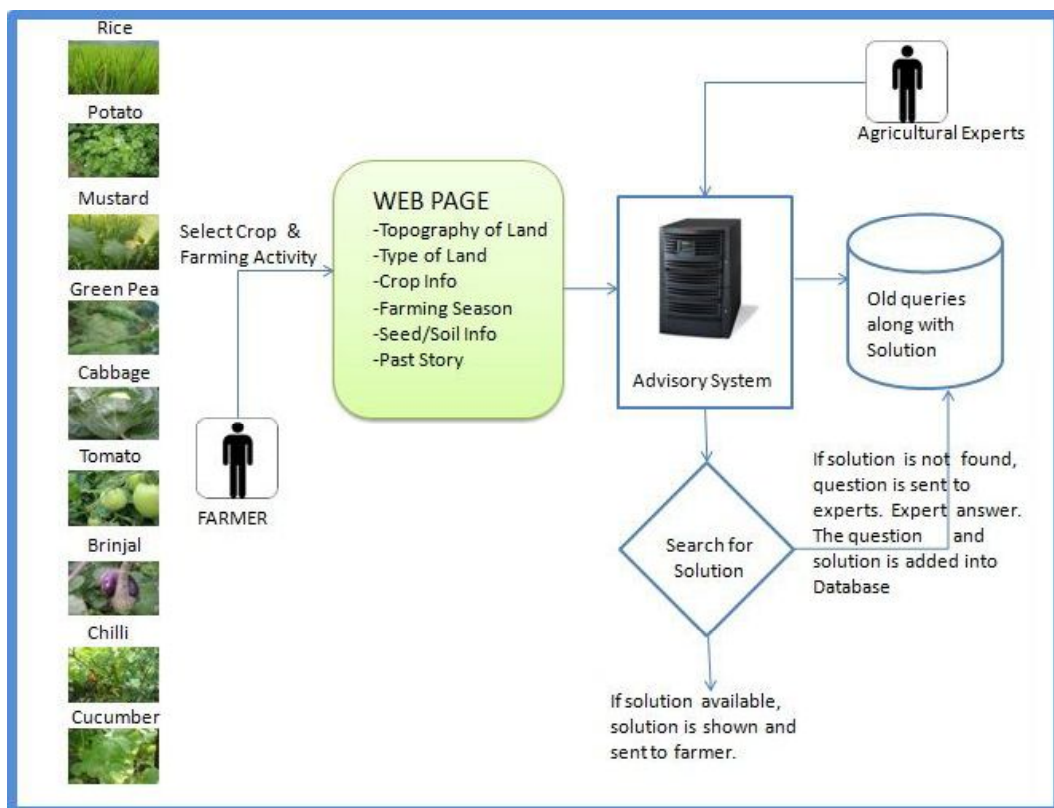 Rice
Potato
Mustard
Green Pea
Cabbage
Tomato
Brinjal
Chilli
Cucumber
Select Crop &
Farming Activity
FARMER
WEB PAGE
-Topography of Land
-Type of Land
-Crop Info
-Farming Season
-Seed/Soil Info
-Past Story
Agricultural Experts
Advisory System
Old queries
along with
Solution
Search for
Solution
If solution is not found,
question is sent to
experts. Expert answer.
The question and
solution is added into
Database
If solution available,
solution is shown and
sent to farmer.